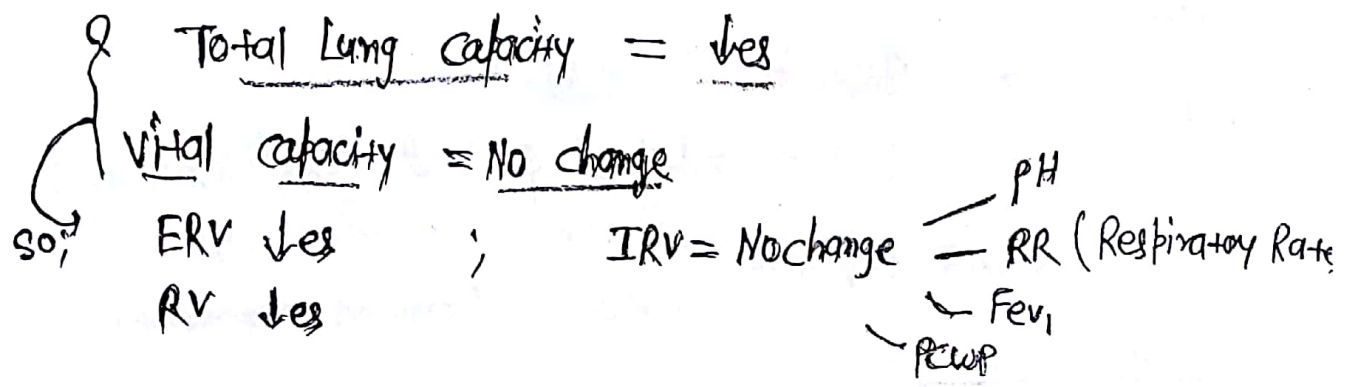 Total Lung capacity = ↓es
Vital capacity = No change
so, ERV ↓es ; IRV = No change
RV ↓es
pH
RR (Respiratoy Rate
Fev₁
PCWP